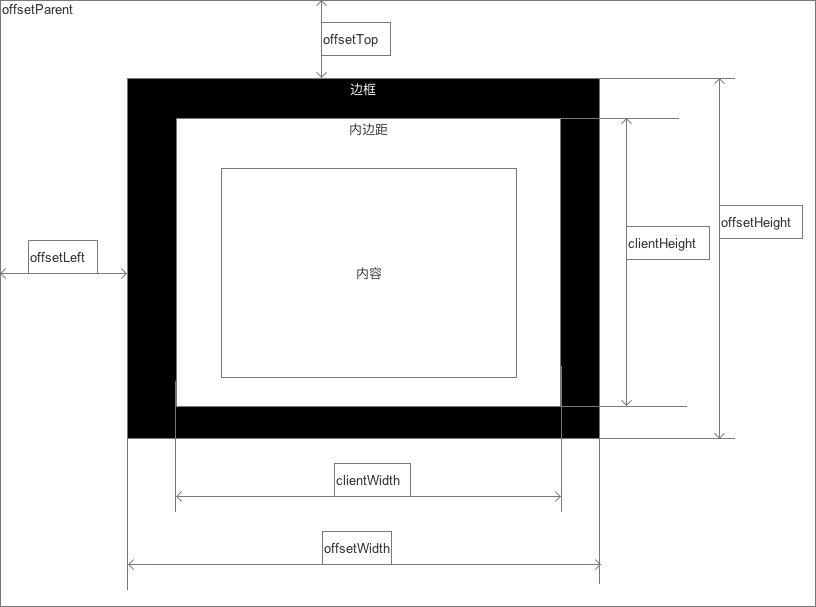 offsetParent
offsetTop
边框
内边距
offsetHeight
clientHeight
offsetLeft
内容
clientWidth
offsetWidth